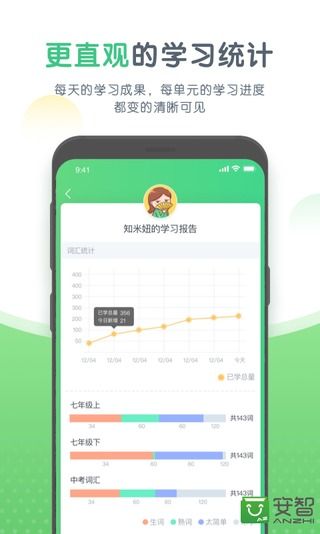 更直观的学习统计
每天的学习成果，每单元的学习进度
都变的清晰可见
9:41
知米妞的学习报告
词汇统计
400
350
300
250
200
150
100
50
0
已学总量 356
今日新增 21
12/04 12/04 12/04 12/04 12/04 12/04 今天
已学总量
七年级上
共143词
34 60 40 120
七年级下
共143词
34 60 80 120
中考词汇
共143词
34 60 120
生词 熟词 太简单
安智
ANZHI